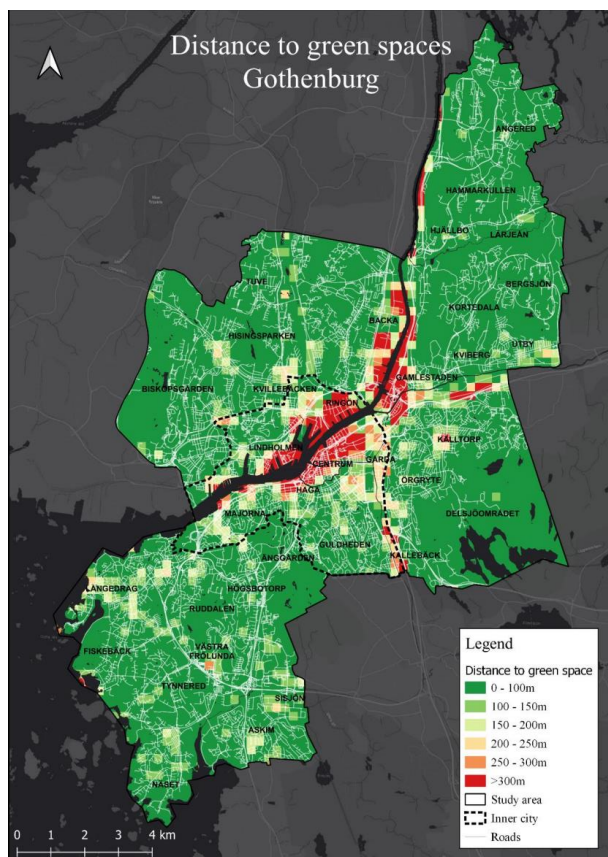 Distance to green spaces
Gothenburg
ANGERED
HAMMARKULLEN
HJÄLLBO
LÄRJEÅN
BERGSJÖN
TUVE
BACKA
KORTEDALA
HISINGSPARKEN
UTBY
KVIBERG
GAMLESTADEN
BISKOPSGÅRDEN
KVILLEBÄCKEN
RINGÖN
KÄLLTORP
LINDHOLMEN
CENTRUM
GÅRDA
HAGA
ÖRGRYTE
MAJORNA
DELSJÖOMRÅDET
GULDHEDEN
ÄNGGÅRDEN
KALLEBÄCK
LÅNGEDRAG
HÖGSBOTORP
RUDDALEN
FISKEBÄCK
VÄSTRA
FRÖLUNDA
TYNNERED
SISJÖN
ASKIM
NÄSET
Legend
Distance to green space
0 - 100m
100 - 150m
150 - 200m
200 - 250m
250 - 300m
>300m
Study area
Inner city
Roads
0 1 2 3 4 km